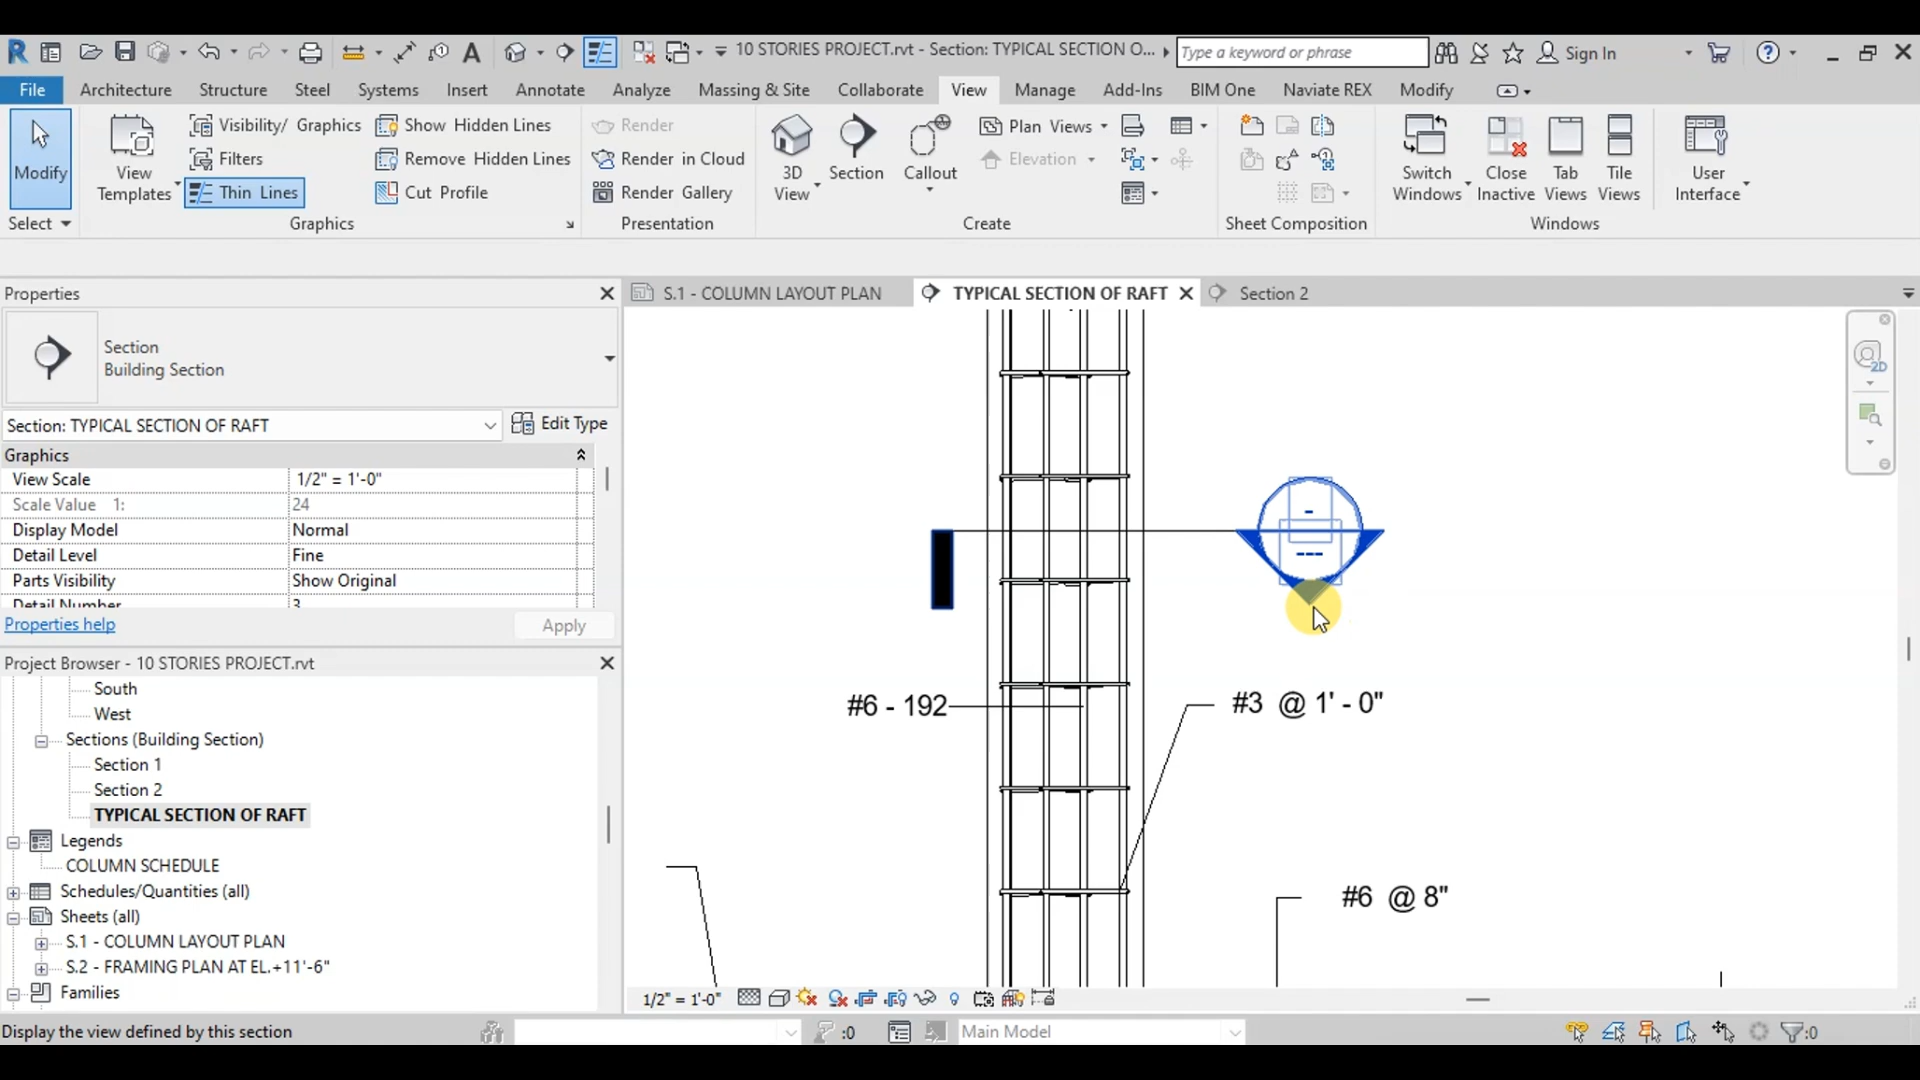 10 STORIES PROJECT.rvt - Section: TYPICAL SECTION O...
Type a keyword or phrase
Sign In
File Architecture Structure Steel Systems Insert Annotate Analyze Massing & Site Collaborate View Manage Add-Ins BIM One Naviate REX Modify
Modify
View Templates
Visibility/ Graphics
Filters
Thin Lines
Show Hidden Lines
Remove Hidden Lines
Cut Profile
Render
Render in Cloud
Render Gallery
3D View
Section
Callout
Plan Views
Elevation
Switch Windows
Close Inactive
Tab Views
Tile Views
User Interface
Select
Graphics
Presentation
Create
Sheet Composition
Windows
Properties
Section
Building Section
Section: TYPICAL SECTION OF RAFT
Edit Type
Graphics
View Scale 1/2" = 1'-0"
Scale Value 1: 24
Display Model Normal
Detail Level Fine
Parts Visibility Show Original
Detail Number 3
Properties help
Apply
Project Browser - 10 STORIES PROJECT.rvt
South
West
Sections (Building Section)
Section 1
Section 2
TYPICAL SECTION OF RAFT
Legends
COLUMN SCHEDULE
Schedules/Quantities (all)
Sheets (all)
S.1 - COLUMN LAYOUT PLAN
S.2 - FRAMING PLAN AT EL.+11'-6"
Families
S.1 - COLUMN LAYOUT PLAN
TYPICAL SECTION OF RAFT
Section 2
2D
-
---
#6 - 192
#3 @ 1' - 0"
#6 @ 8"
1/2" = 1'-0"
Display the view defined by this section
:0
Main Model
:0